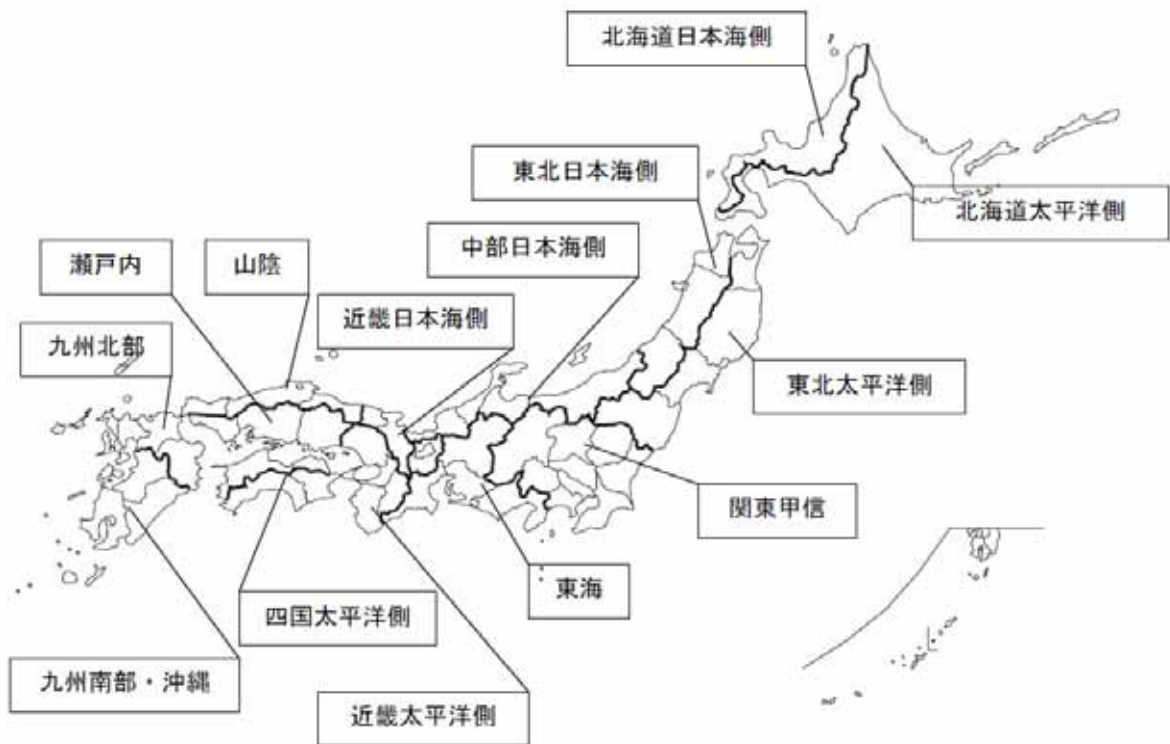 北海道日本海側
東北日本海側
北海道太平洋側
中部日本海側
瀬戸内
山陰
近畿日本海側
九州北部
東北太平洋側
関東甲信
東海
四国太平洋側
九州南部・沖縄
近畿太平洋側